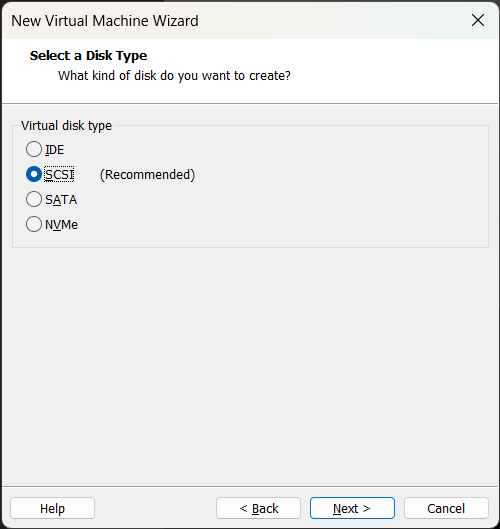 New Virtual Machine Wizard
Select a Disk Type
What kind of disk do you want to create?
Virtual disk type
IDE
SCSI (Recommended)
SATA
NVMe
Help
< Back
Next >
Cancel